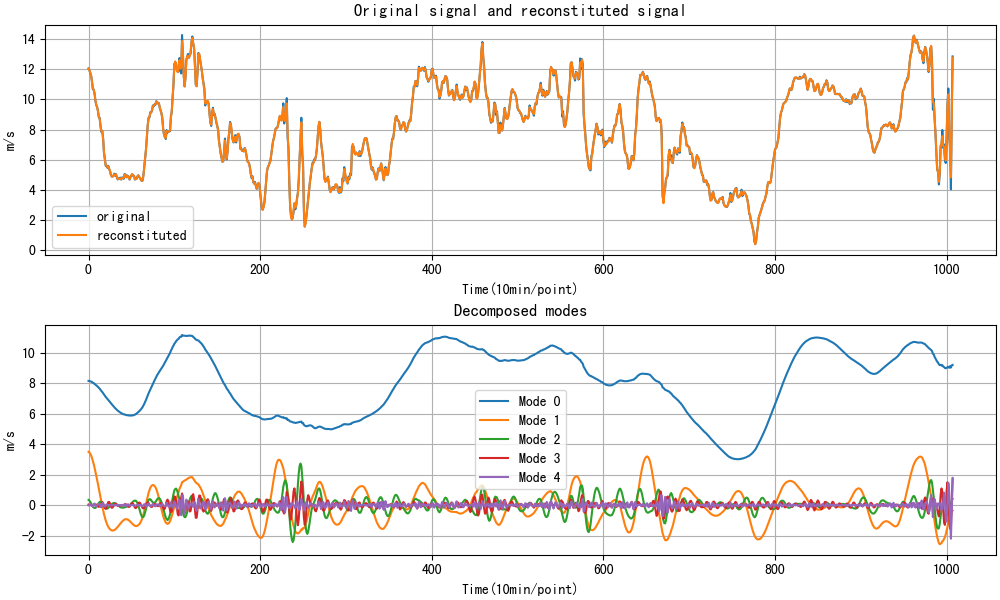 Original signal and reconstituted signal
14
12
10
8
6
4
2
0
m/s
original
reconstituted
0 200 400 600 800 1000
Time(10min/point)
Decomposed modes
10
8
6
4
2
0
−2
m/s
Mode 0
Mode 1
Mode 2
Mode 3
Mode 4
0 200 400 600 800 1000
Time(10min/point)